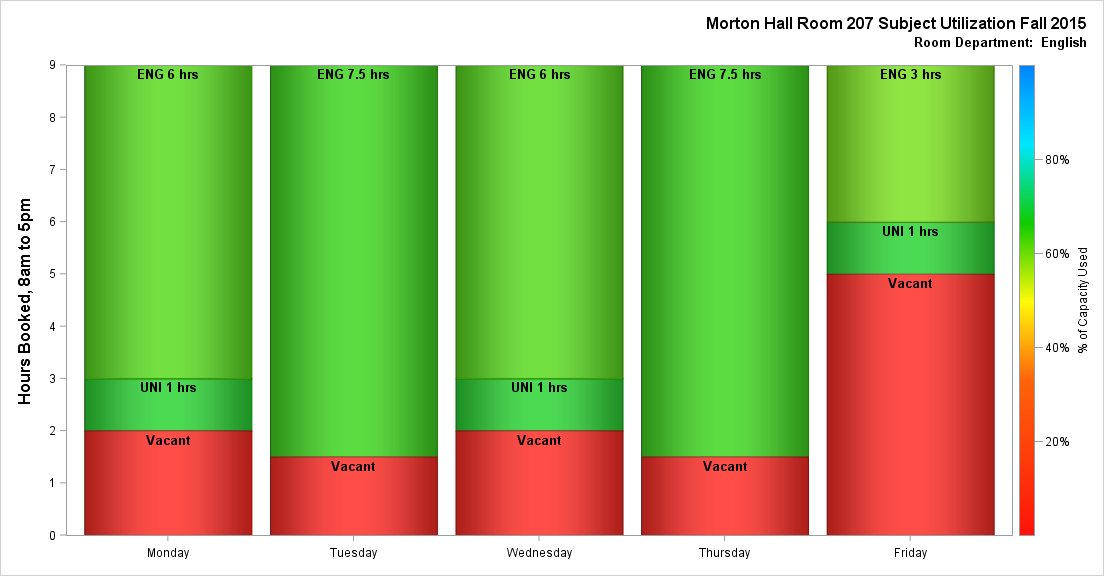 Morton Hall Room 207 Subject Utilization Fall 2015
Room Department:  English
Hours Booked, 8am to 5pm
9
8
7
6
5
4
3
2
1
0
ENG 6 hrs
UNI 1 hrs
Vacant
ENG 7.5 hrs
Vacant
ENG 6 hrs
UNI 1 hrs
Vacant
ENG 7.5 hrs
Vacant
ENG 3 hrs
UNI 1 hrs
Vacant
Monday
Tuesday
Wednesday
Thursday
Friday
80%
60%
40%
20%
% of Capacity Used